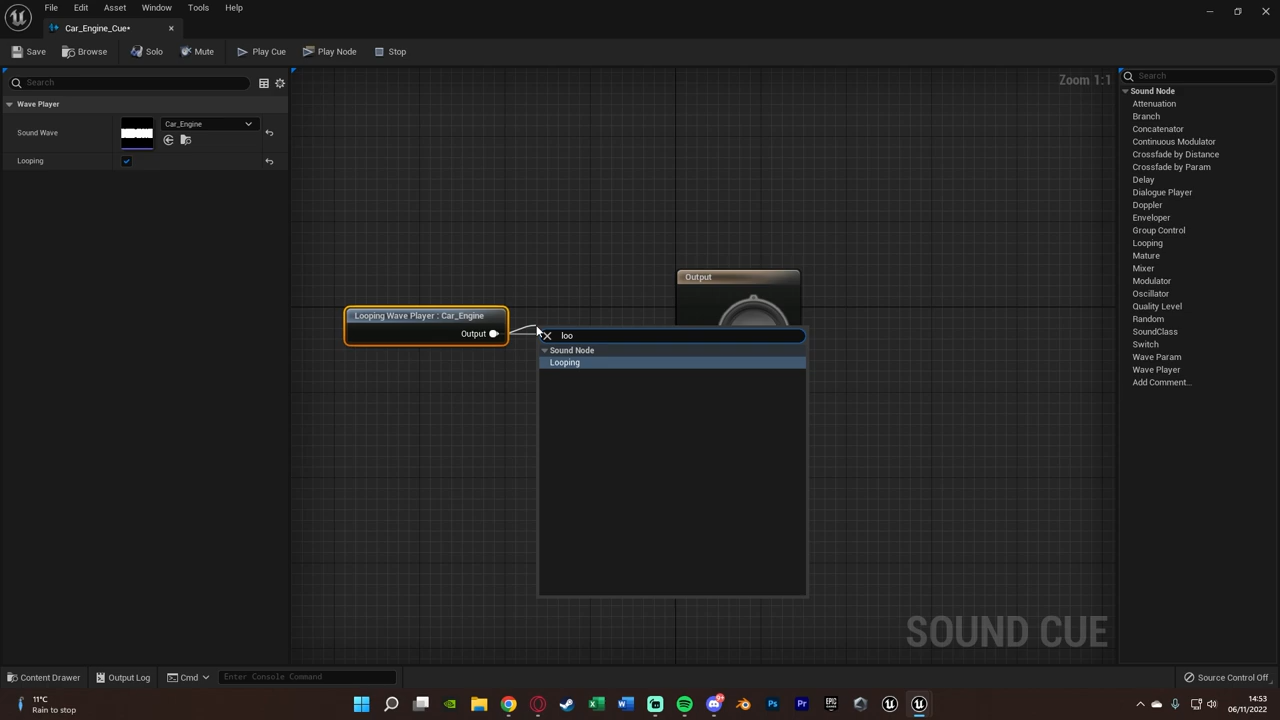 File Edit Asset Window Tools Help
Car_Engine_Cue*
Save Browse Solo Mute Play Cue Play Node Stop
Search
Wave Player
Sound Wave
Car_Engine
Looping
Zoom 1:1
Output
Looping Wave Player : Car_Engine
Output
loo
Sound Node
Looping
SOUND CUE
Search
Sound Node
Attenuation
Branch
Concatenator
Continuous Modulator
Crossfade by Distance
Crossfade by Param
Delay
Dialogue Player
Doppler
Enveloper
Group Control
Looping
Mature
Mixer
Modulator
Oscillator
Quality Level
Random
SoundClass
Switch
Wave Param
Wave Player
Add Comment...
Content Drawer Output Log Cmd Enter Console Command Source Control Off
11°C
Rain to stop
14:53
06/11/2022